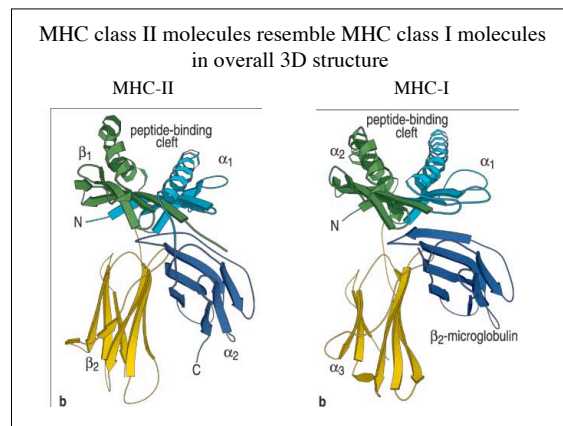 MHC class II molecules resemble MHC class I molecules
in overall 3D structure
MHC-II
MHC-I
β1
peptide-binding
cleft
α1
N
β2
C
α2
b
peptide-binding
cleft
α2
α1
N
β2-microglobulin
α3
b